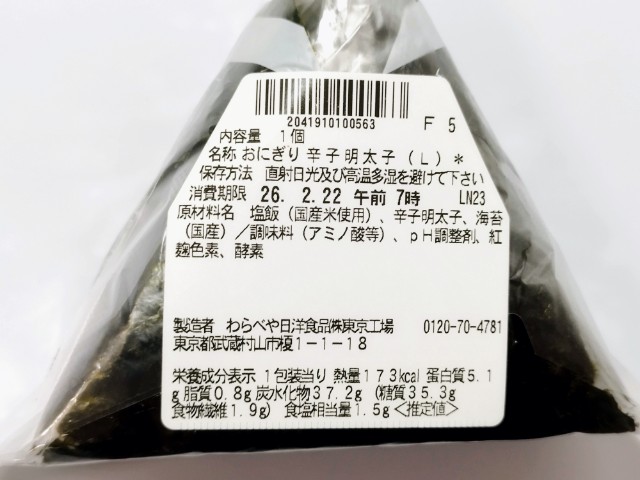 2041910100563
F 5
内容量 1個
名称 おにぎり 辛子明太子(L)*
保存方法 直射日光及び高温多湿を避けて下さい
消費期限 26. 2.22 午前 7時 LN23
原材料名 塩飯(国産米使用)、辛子明太子、海苔
(国産)/調味料(アミノ酸等)、pH調整剤、紅
麹色素、酵素
製造者 わらべや日洋食品㈱東京工場 0120-70-4781
東京都武蔵村山市榎1-1-18
栄養成分表示 1包装当り 熱量173kcal 蛋白質5.1
g 脂質0.8g 炭水化物37.2g (糖質35.3g
食物繊維1.9g) 食塩相当量1.5g <推定値>